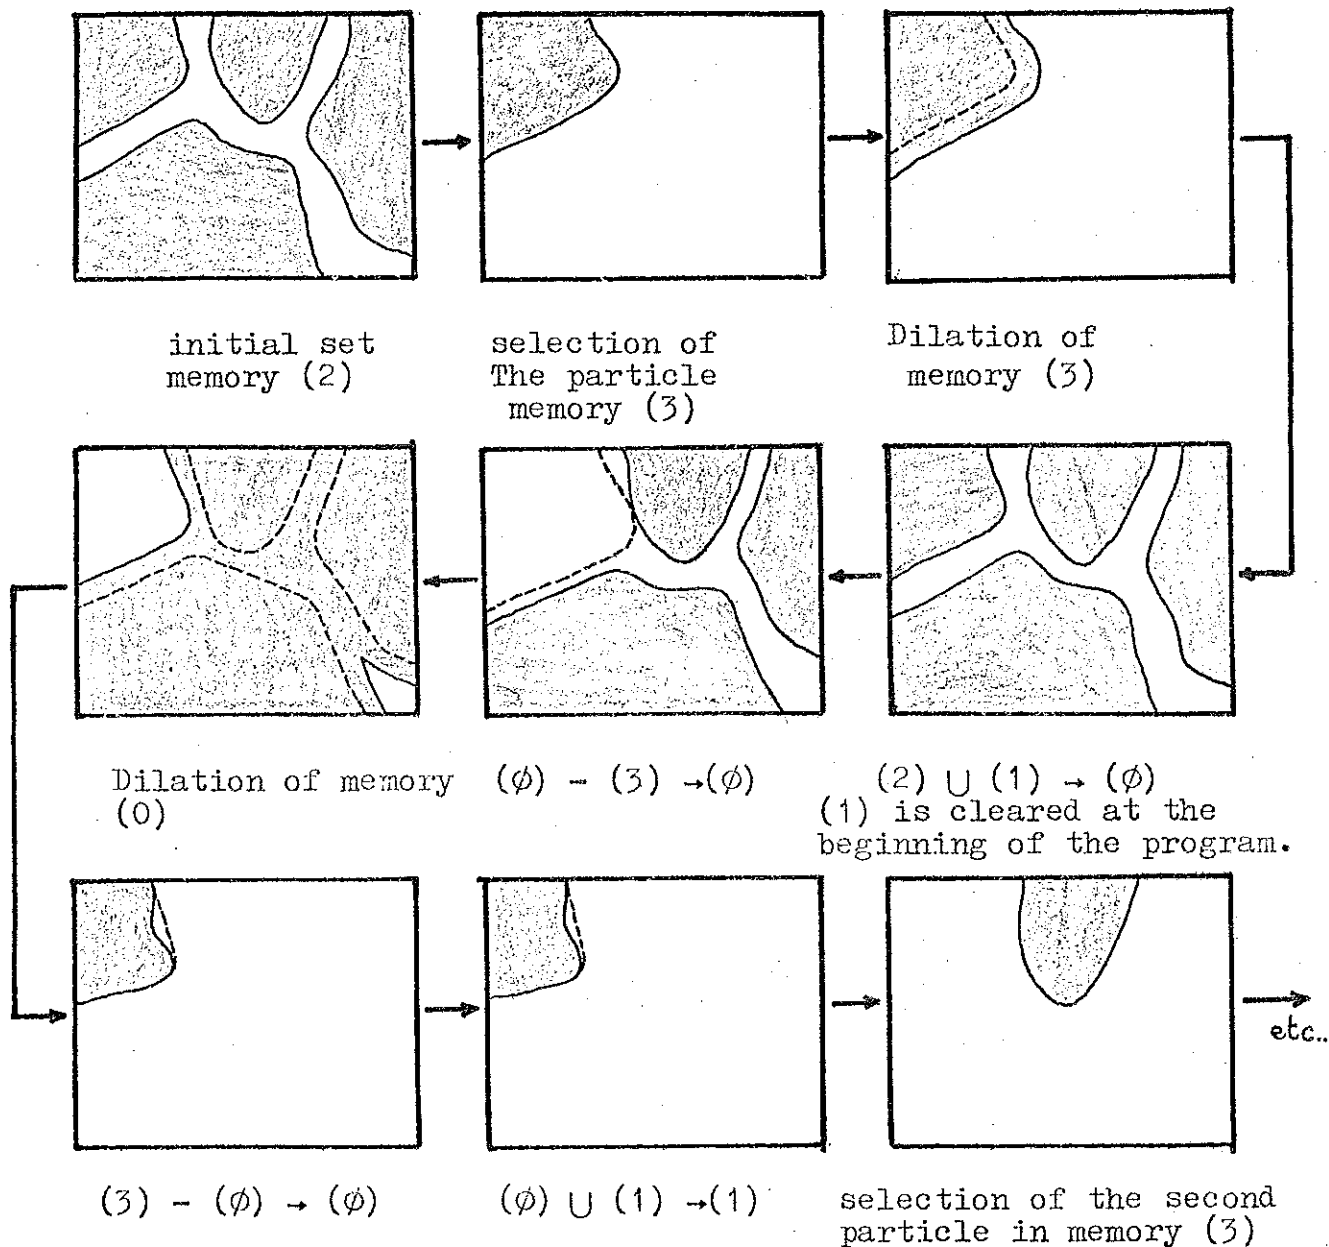 initial set
memory (2)
selection of
The particle
memory (3)
Dilation of
memory (3)
Dilation of memory
(0)
(ϕ) - (3) →(ϕ)
(2) ∪ (1) → (ϕ)
(1) is cleared at the
beginning of the program.
etc..
(3) - (ϕ) → (ϕ)
(ϕ) ∪ (1) →(1)
selection of the second
particle in memory (3)